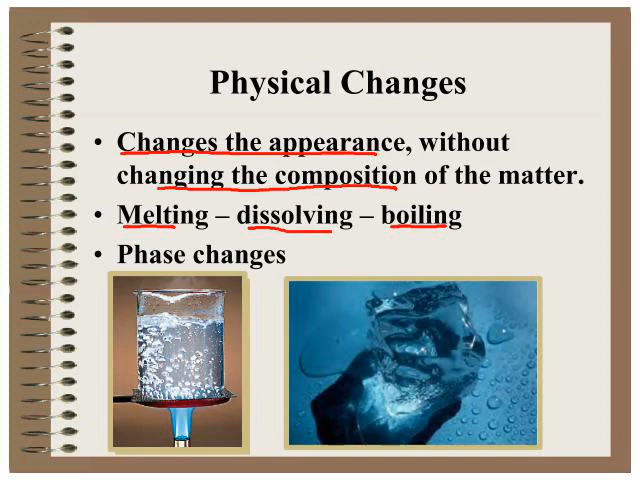 Physical Changes
• Changes the appearance, without
changing the composition of the matter.
• Melting – dissolving – boiling
• Phase changes